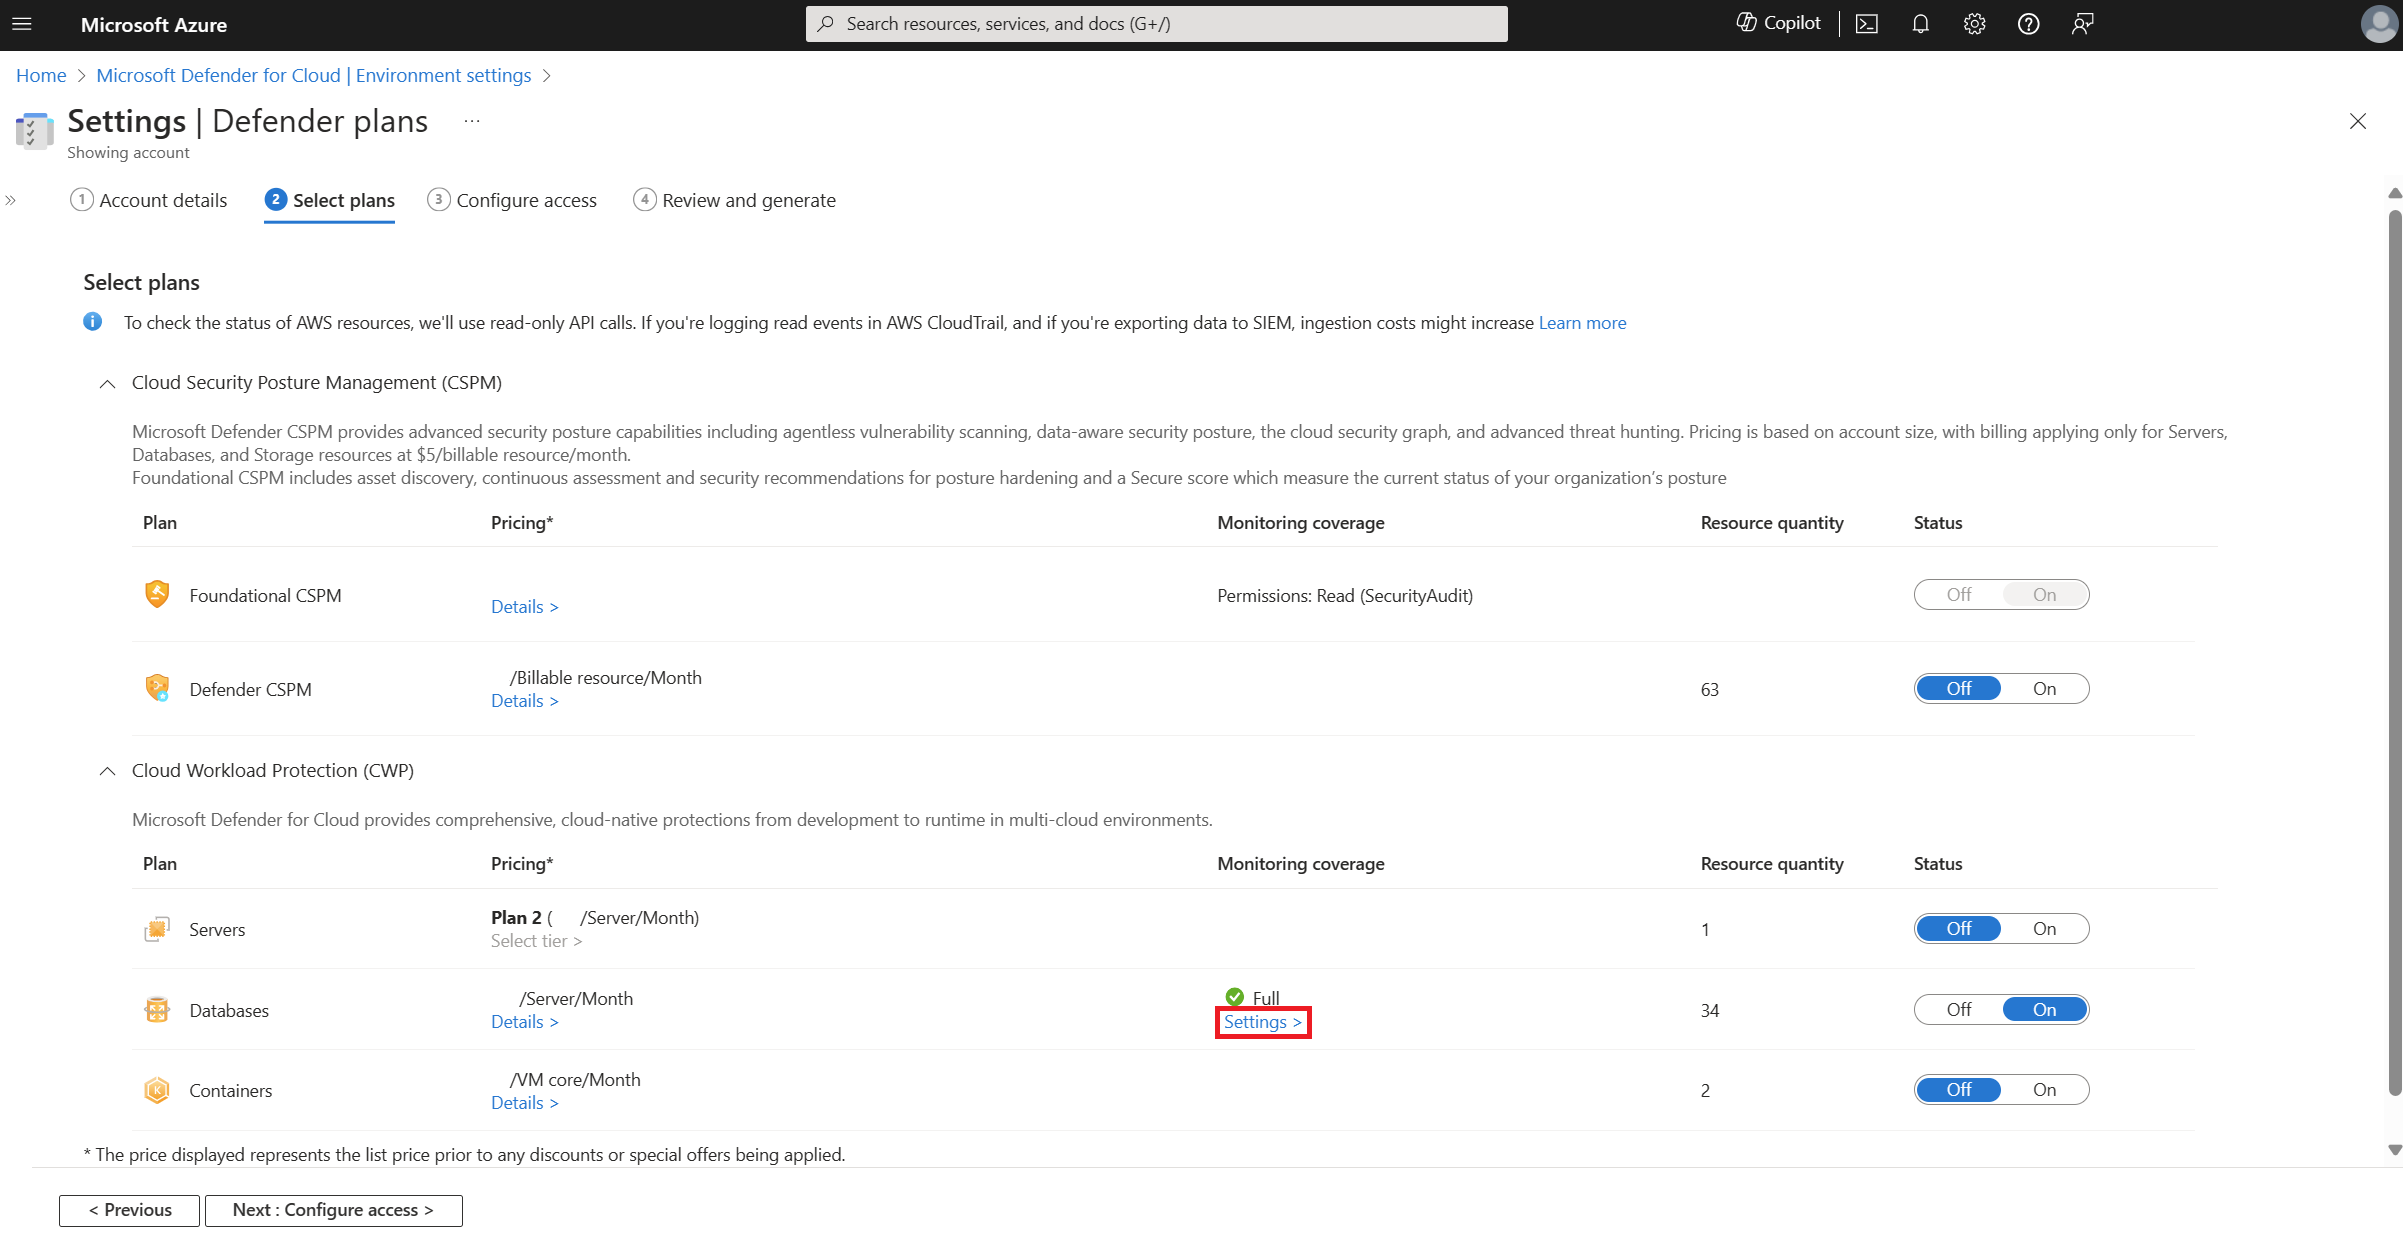 Microsoft Azure
Search resources, services, and docs (G+/)
Copilot
Home > Microsoft Defender for Cloud | Environment settings >
Settings | Defender plans ...
Showing account
1 Account details
2 Select plans
3 Configure access
4 Review and generate
Select plans
To check the status of AWS resources, we'll use read-only API calls. If you're logging read events in AWS CloudTrail, and if you're exporting data to SIEM, ingestion costs might increase Learn more
Cloud Security Posture Management (CSPM)
Microsoft Defender CSPM provides advanced security posture capabilities including agentless vulnerability scanning, data-aware security posture, the cloud security graph, and advanced threat hunting. Pricing is based on account size, with billing applying only for Servers,
Databases, and Storage resources at $5/billable resource/month.
Foundational CSPM includes asset discovery, continuous assessment and security recommendations for posture hardening and a Secure score which measure the current status of your organization’s posture
Plan Pricing* Monitoring coverage Resource quantity Status
Foundational CSPM Details > Permissions: Read (SecurityAudit) Off On
/Billable resource/Month
Defender CSPM Details > 63 Off On
Cloud Workload Protection (CWP)
Microsoft Defender for Cloud provides comprehensive, cloud-native protections from development to runtime in multi-cloud environments.
Plan Pricing* Monitoring coverage Resource quantity Status
Plan 2 ( /Server/Month)
Servers Select tier > 1 Off On
/Server/Month Full
Databases Details > Settings > 34 Off On
/VM core/Month
Containers Details > 2 Off On
* The price displayed represents the list price prior to any discounts or special offers being applied.
< Previous
Next : Configure access >